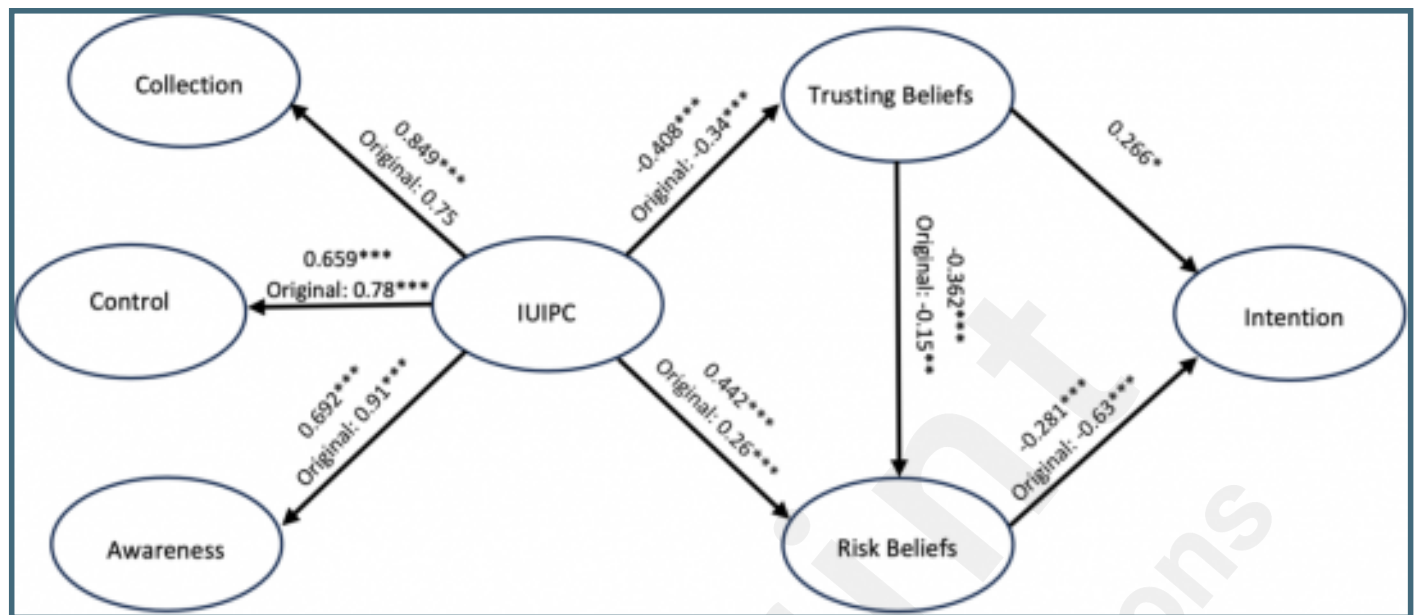 Collection
0.849***
Original: 0.75
Control
0.659***
Original: 0.78***
Awareness
0.692***
Original: 0.91***
IUIPC
-0.408***
Original: -0.34***
0.442***
Original: 0.26***
Trusting Beliefs
-0.362***
Original: -0.15**
Risk Beliefs
0.266*
-0.281***
Original: -0.63***
Intention
int
ons